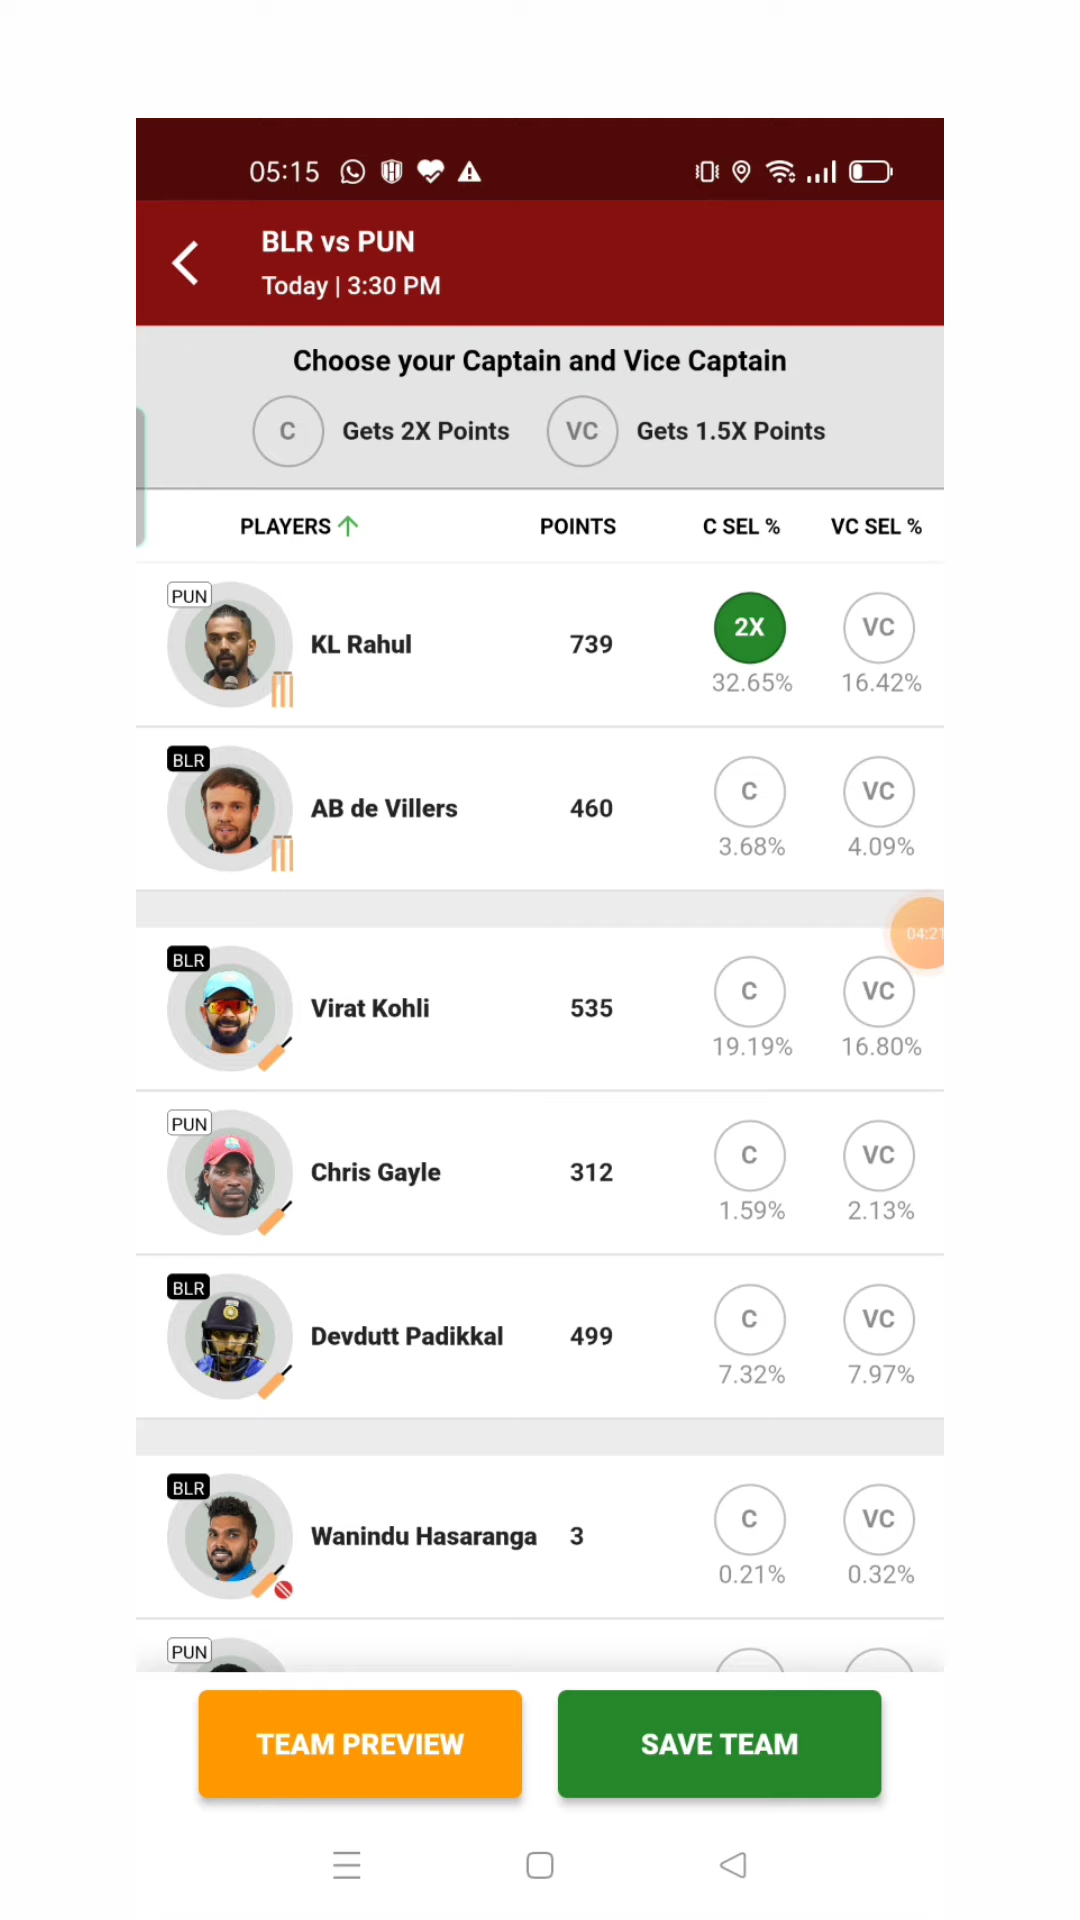 05:15
BLR vs PUN
Today | 3:30 PM
Choose your Captain and Vice Captain
C Gets 2X Points VC Gets 1.5X Points
PLAYERS POINTS C SEL % VC SEL %
PUN
KL Rahul 739 2X VC
32.65% 16.42%
BLR
AB de Villers 460 C VC
3.68% 4.09%
04:21
BLR
Virat Kohli 535 C VC
19.19% 16.80%
PUN
Chris Gayle 312 C VC
1.59% 2.13%
BLR
Devdutt Padikkal 499 C VC
7.32% 7.97%
BLR
Wanindu Hasaranga 3 C VC
0.21% 0.32%
PUN
TEAM PREVIEW SAVE TEAM